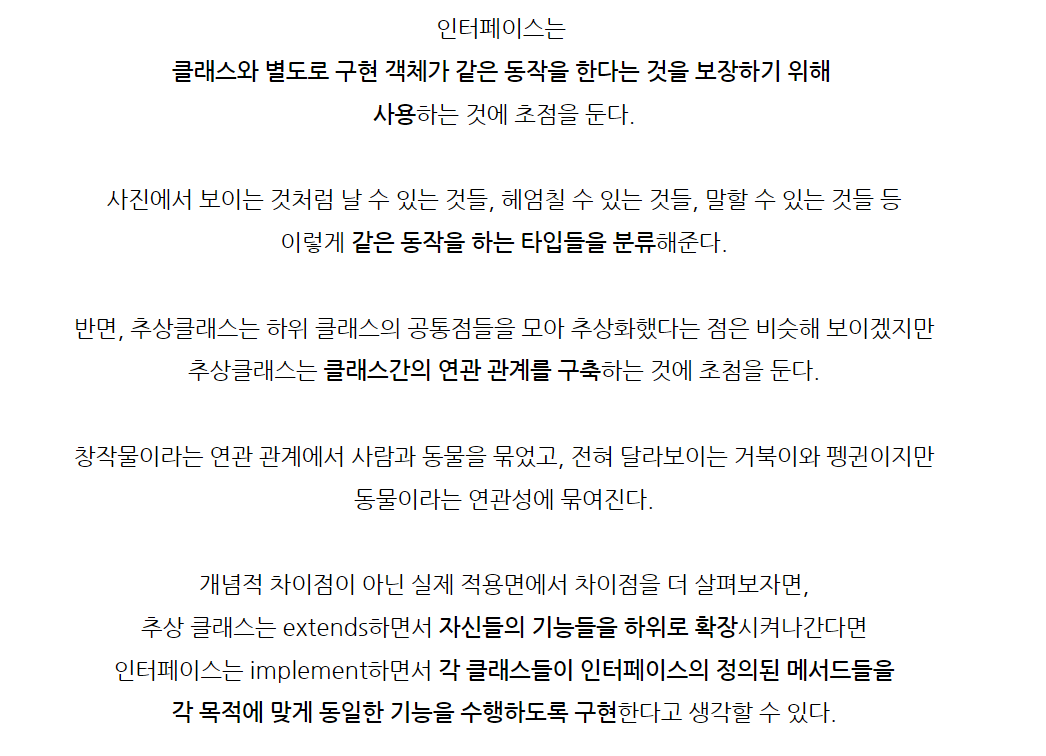 인터페이스는
클래스와 별도로 구현 객체가 같은 동작을 한다는 것을 보장하기 위해
사용하는 것에 초점을 둔다.
사진에서 보이는 것처럼 날 수 있는 것들, 헤엄칠 수 있는 것들, 말할 수 있는 것들 등
이렇게 같은 동작을 하는 타입들을 분류해준다.
반면, 추상클래스는 하위 클래스의 공통점들을 모아 추상화했다는 점은 비슷해 보이겠지만
추상클래스는 클래스간의 연관 관계를 구축하는 것에 초첨을 둔다.
창작물이라는 연관 관계에서 사람과 동물을 묶었고, 전혀 달라보이는 거북이와 펭귄이지만
동물이라는 연관성에 묶여진다.
개념적 차이점이 아닌 실제 적용면에서 차이점을 더 살펴보자면,
추상 클래스는 extends하면서 자신들의 기능들을 하위로 확장시켜나간다면
인터페이스는 implement하면서 각 클래스들이 인터페이스의 정의된 메서드들을
각 목적에 맞게 동일한 기능을 수행하도록 구현한다고 생각할 수 있다.